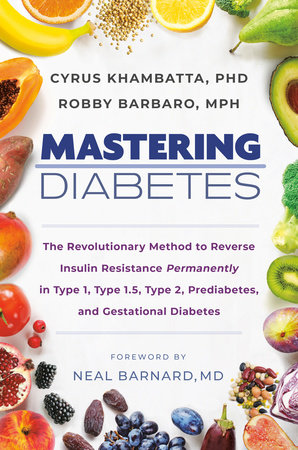 CYRUS KHAMBATTA, PHD
ROBBY BARBARO, MPH
MASTERING
DIABETES
The Revolutionary Method to Reverse
Insulin Resistance Permanently
in Type 1, Type 1.5, Type 2, Prediabetes,
and Gestational Diabetes
FOREWORD BY
NEAL BARNARD, MD